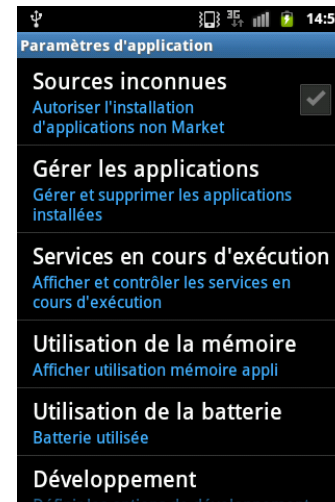 3G 14:5
Paramètres d'application
Sources inconnues
Autoriser l'installation
d'applications non Market
Gérer les applications
Gérer et supprimer les applications
installées
Services en cours d'exécution
Afficher et contrôler les services en
cours d'exécution
Utilisation de la mémoire
Afficher utilisation mémoire appli
Utilisation de la batterie
Batterie utilisée
Développement